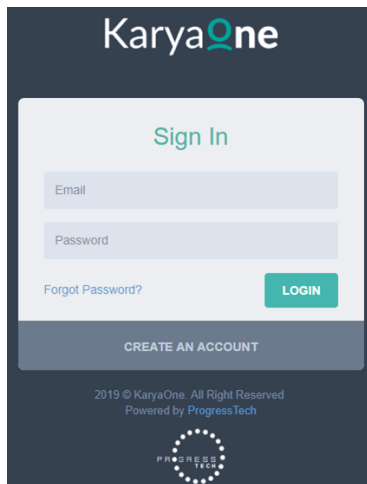 KaryaOne
Sign In
Email
Password
Forgot Password?
LOGIN
CREATE AN ACCOUNT
2019 © KaryaOne. All Right Reserved
Powered by ProgressTech
PROGRESS
TECH